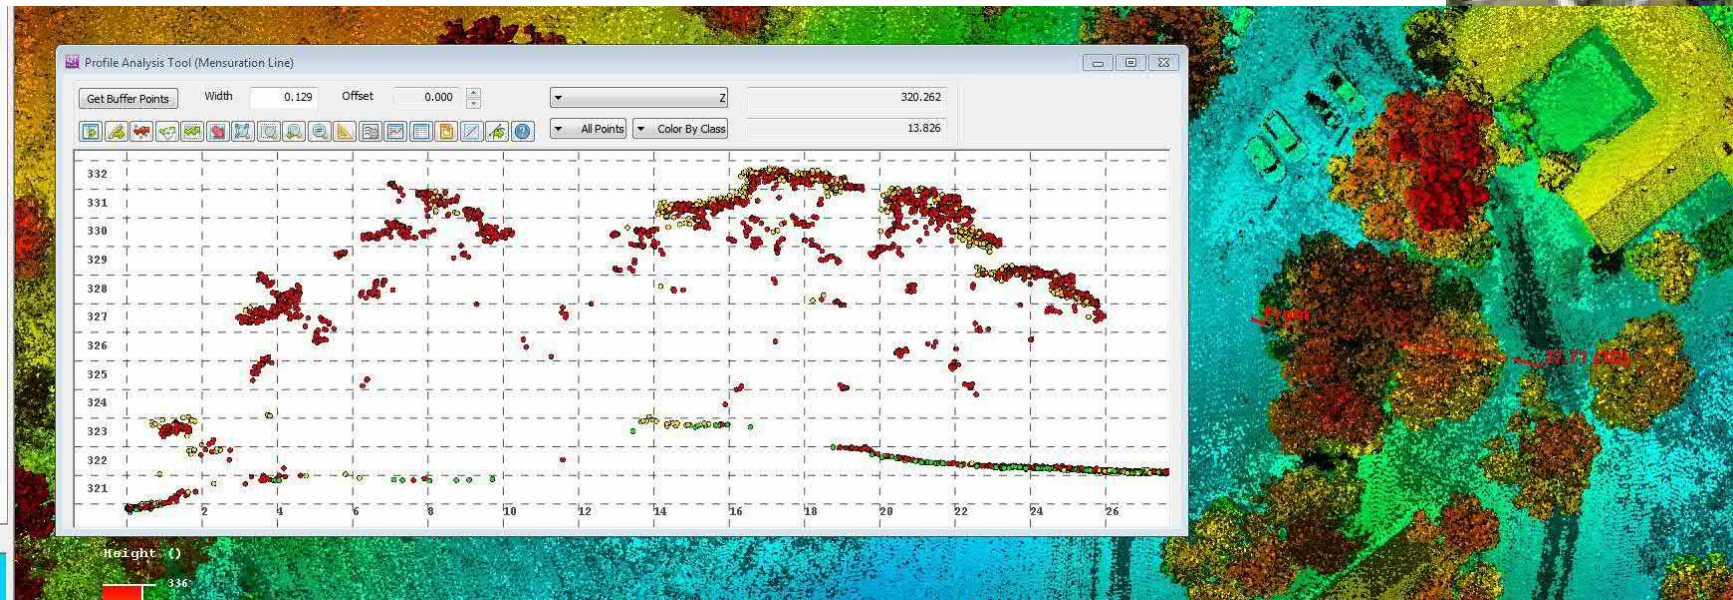 Profile Analysis Tool (Mensuration Line)
Get Buffer Points Width 0.129 Offset 0.000 Z 320.262
All Points Color By Class 13.826
332
331
330
329
328
327
326
325
324
323
322
321
2 4 6 8 10 12 14 16 18 20 22 24 26
Front
Height ()
336